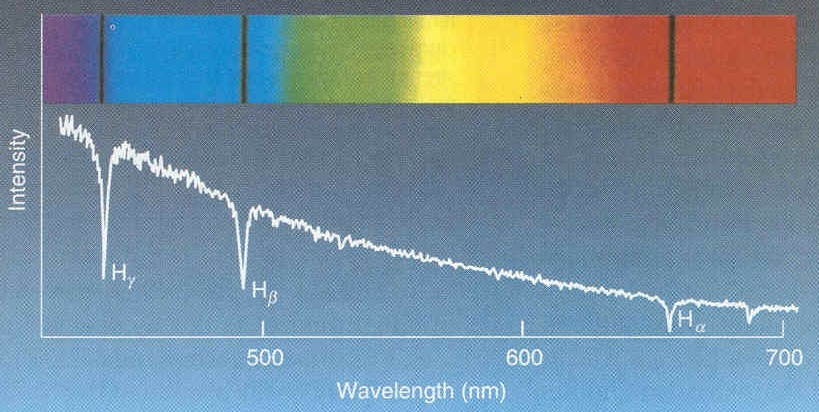 Intensity
Hγ
Hβ
Hα
500 600 700
Wavelength (nm)